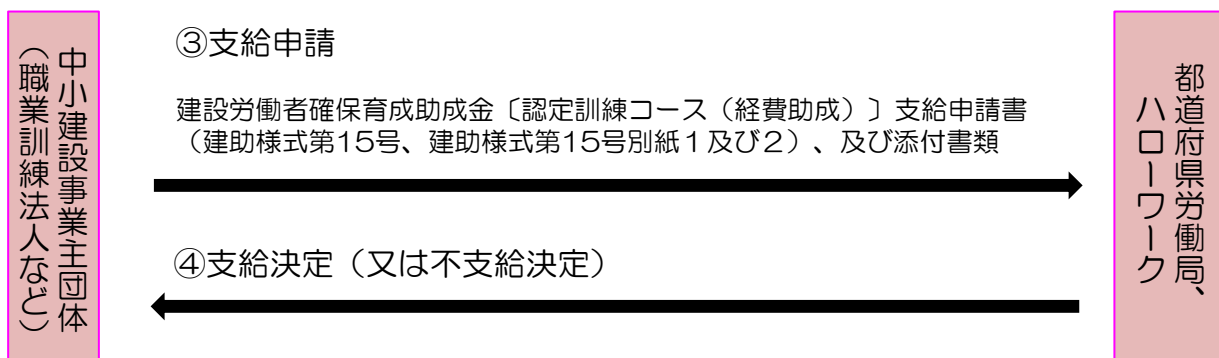 中小建設事業主団体
（職業訓練法人など）
③支給申請
建設労働者確保育成助成金〔認定訓練コース（経費助成）〕支給申請書
（建助様式第15号、建助様式第15号別紙１及び２）、及び添付書類
④支給決定（又は不支給決定）
都道府県労働局、
ハローワーク